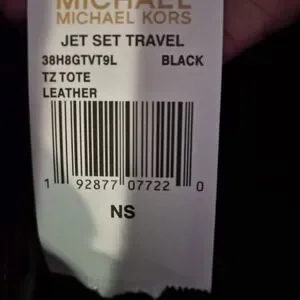 MICHAEL
MICHAEL KORS
JET SET TRAVEL
38H8GTVT9L BLACK
TZ TOTE
LEATHER
1 92877 07722 0
NS